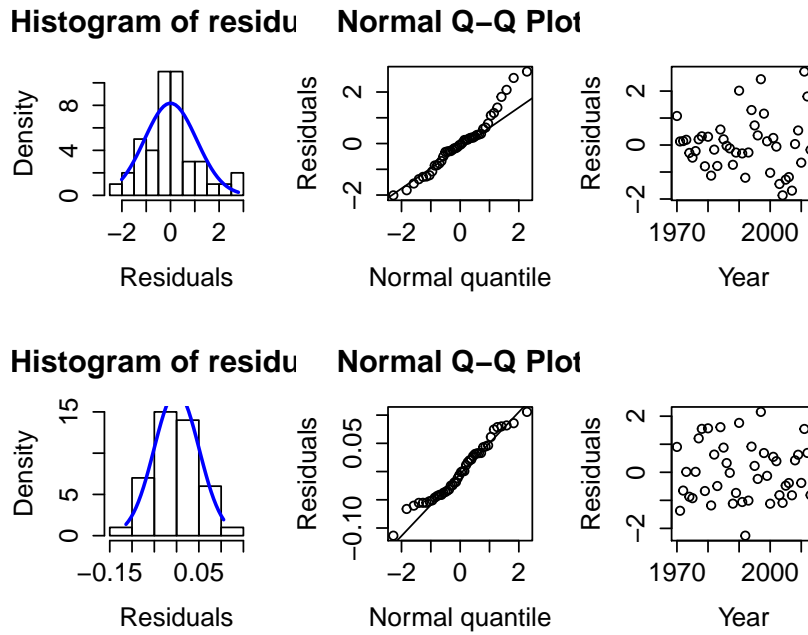 Histogram of residu
Density
0 4 8
−2 0 2
Residuals
Normal Q−Q Plot
Residuals
−2 0 2
−2 0 2
Normal quantile
Residuals
−2 0 2
1970 2000
Year
Histogram of residu
Density
0 5 15
−0.15 0.05
Residuals
Normal Q−Q Plot
Residuals
−0.10 0.05
−2 0 2
Normal quantile
Residuals
−2 0 2
1970 2000
Year